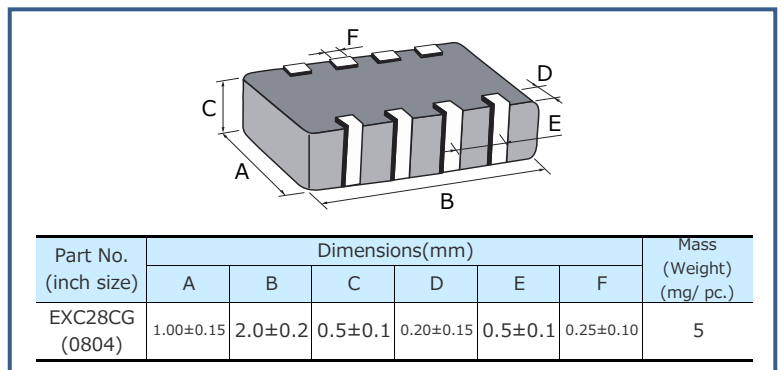 F
D
C
E
A
B
Part No.
(inch size)
Dimensions(mm)
Mass
(Weight)
(mg/ pc.)
A B C D E F
EXC28CG
(0804)
1.00±0.15 2.0±0.2 0.5±0.1 0.20±0.15 0.5±0.1 0.25±0.10 5